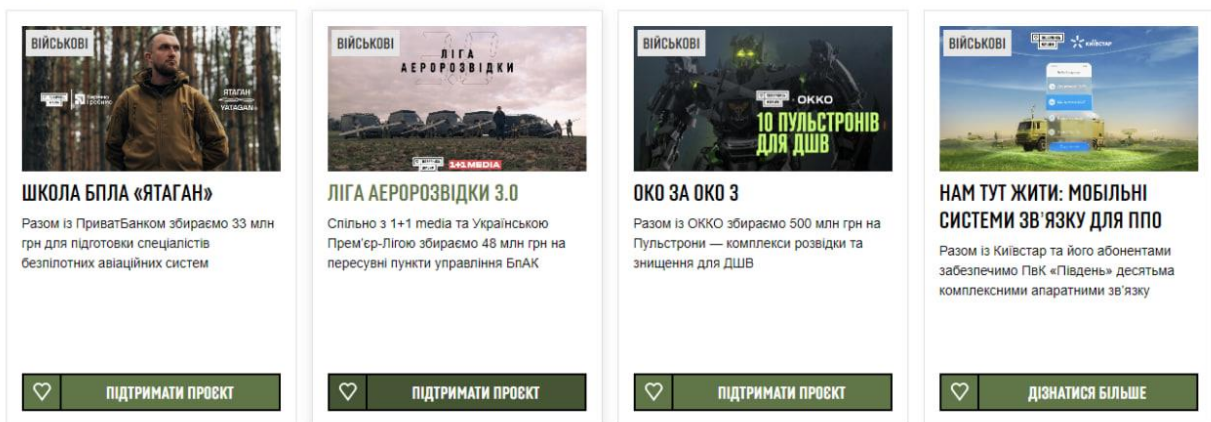 ВІЙСЬКОВІ
ЯТАГАН
YATAGAN
ШКОЛА БПЛА «ЯТАГАН»
Разом із ПриватБанком збираємо 33 млн
грн для підготовки спеціалістів
безпілотних авіаційних систем
ПІДТРИМАТИ ПРОЄКТ
ВІЙСЬКОВІ
3.0
ЛІГА
АЕРОРОЗВІДКИ
1+1 MEDIA
ЛІГА АЕРОРОЗВІДКИ 3.0
Спільно з 1+1 media та Українською
Прем'єр-Лігою збираємо 48 млн грн на
пересувні пункти управління БпАК
ПІДТРИМАТИ ПРОЄКТ
ВІЙСЬКОВІ
ОККО
10 ПУЛЬСТРОНІВ
ДЛЯ ДШВ
ОКО ЗА ОКО 3
Разом із ОККО збираємо 500 млн грн на
Пульстрони — комплекси розвідки та
знищення для ДШВ
ПІДТРИМАТИ ПРОЄКТ
ВІЙСЬКОВІ
київстар
НАМ ТУТ ЖИТИ: МОБІЛЬНІ
СИСТЕМИ ЗВ'ЯЗКУ ДЛЯ ППО
Разом із Київстар та його абонентами
забезпечимо ПвК «Південь» десятьма
комплексними апаратними зв'язку
ДІЗНАТИСЯ БІЛЬШЕ